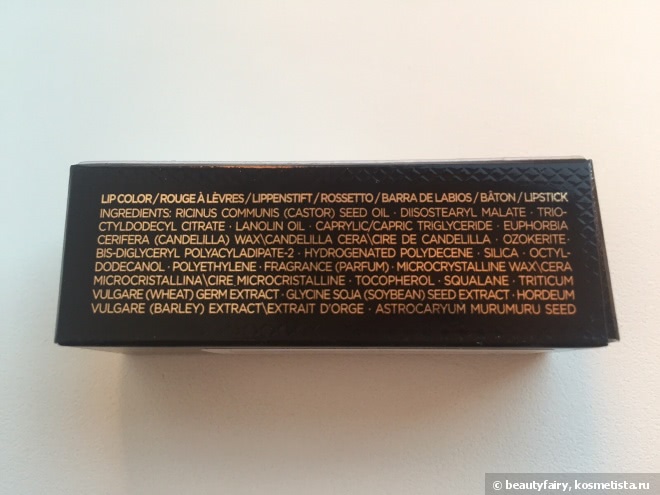 LIP COLOR / ROUGE À LÈVRES / LIPPENSTIFT / ROSSETTO / BARRA DE LABIOS / BÂTON / LIPSTICK
INGREDIENTS: RICINUS COMMUNIS (CASTOR) SEED OIL · DIISOSTEARYL MALATE · TRIO-
CTYLDODECYL CITRATE · LANOLIN OIL · CAPRYLIC/CAPRIC TRIGLYCERIDE · EUPHORBIA
CERIFERA (CANDELILLA) WAX\CANDELILLA CERA\CIRE DE CANDELILLA · OZOKERITE ·
BIS-DIGLYCERYL POLYACYLADIPATE-2 · HYDROGENATED POLYDECENE · SILICA · OCTYL-
DODECANOL · POLYETHYLENE · FRAGRANCE (PARFUM) · MICROCRYSTALLINE WAX\CERA
MICROCRISTALLINA\CIRE MICROCRISTALLINE · TOCOPHEROL · SQUALANE · TRITICUM
VULGARE (WHEAT) GERM EXTRACT · GLYCINE SOJA (SOYBEAN) SEED EXTRACT · HORDEUM
VULGARE (BARLEY) EXTRACT\EXTRAIT D'ORGE · ASTROCARYUM MURUMURU SEED
© beautyfairy, kosmetista.ru